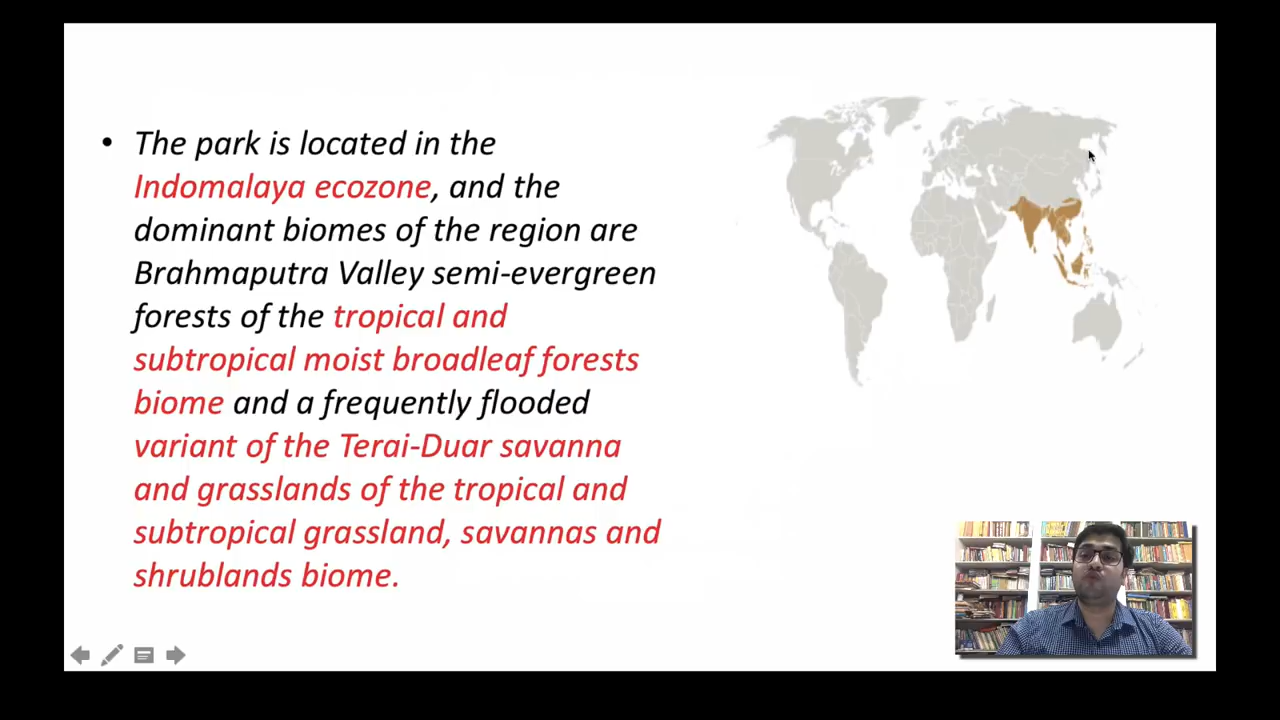 • The park is located in the
Indomalaya ecozone, and the
dominant biomes of the region are
Brahmaputra Valley semi-evergreen
forests of the tropical and
subtropical moist broadleaf forests
biome and a frequently flooded
variant of the Terai-Duar savanna
and grasslands of the tropical and
subtropical grassland, savannas and
shrublands biome.